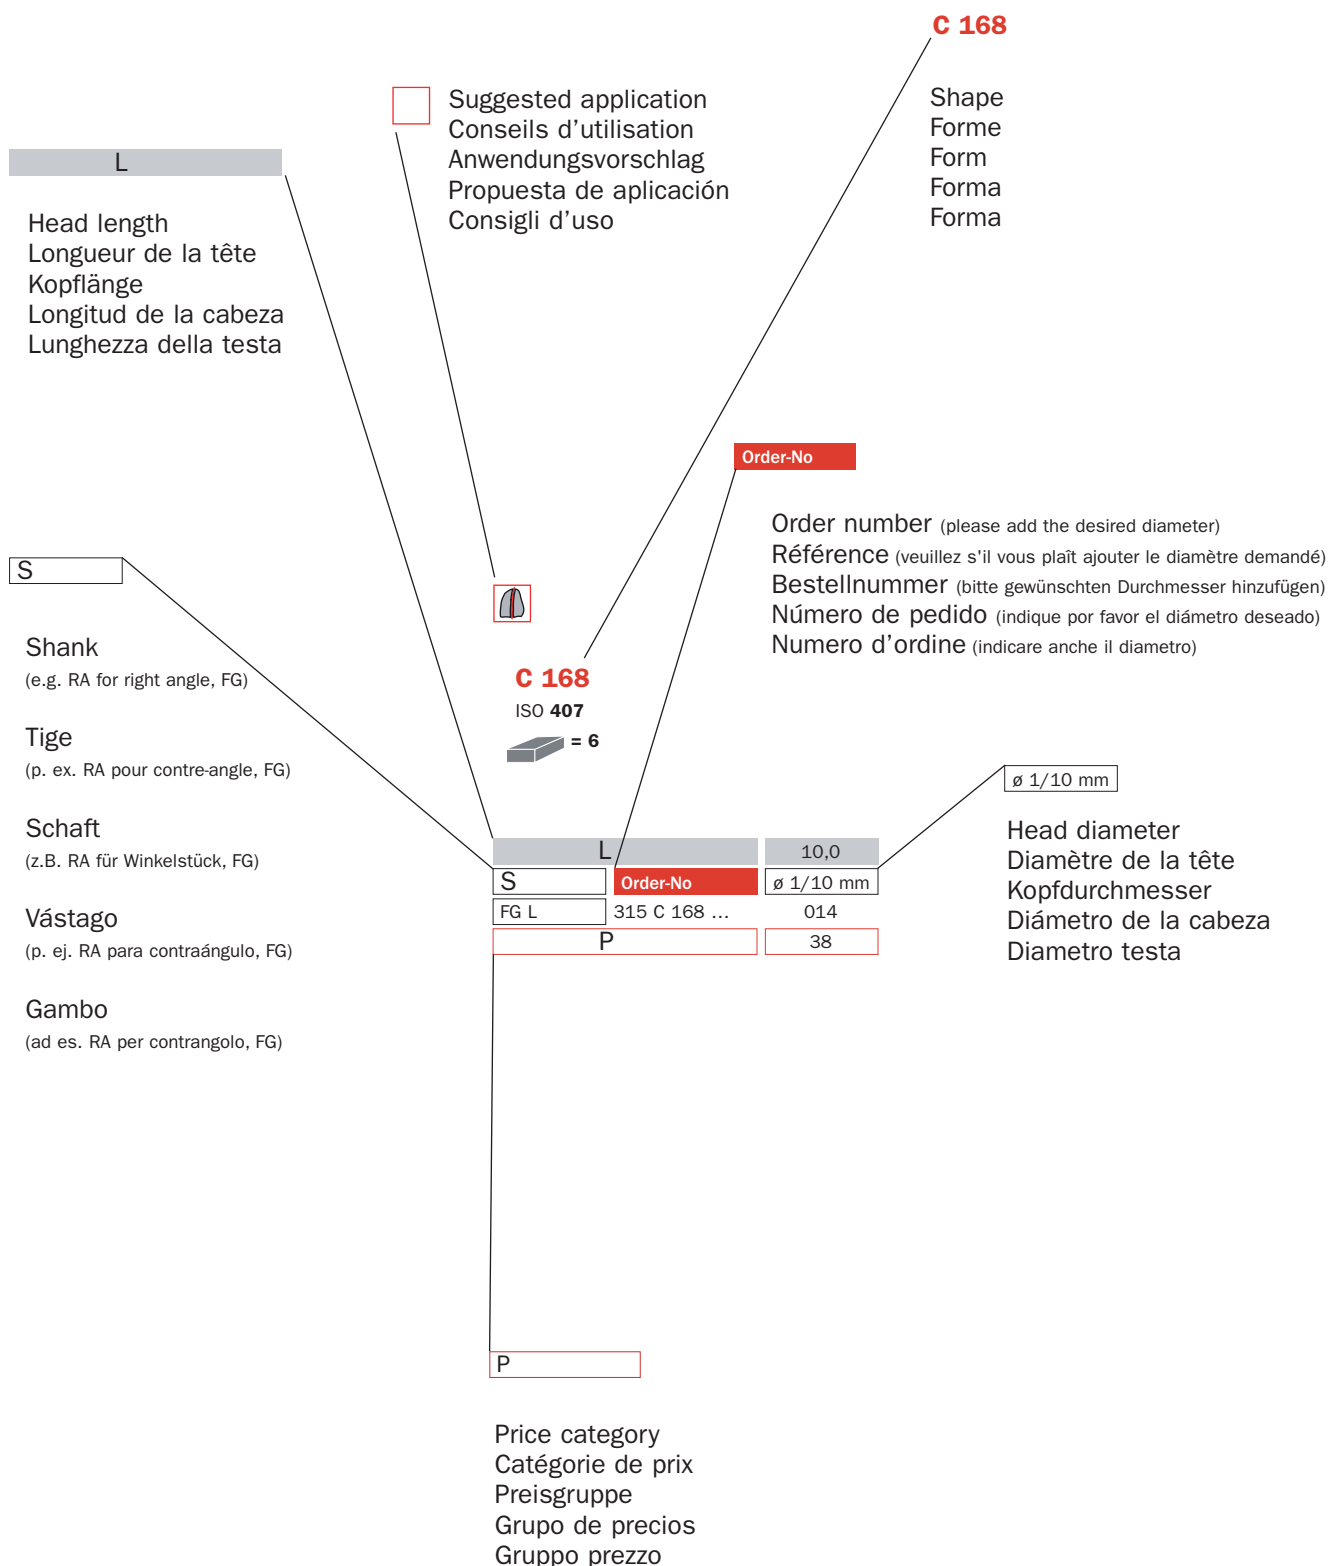 C 168
Shape
Forme
Form
Forma
Forma
Suggested application
Conseils d’utilisation
Anwendungsvorschlag
Propuesta de aplicación
Consigli d’uso
L
Head length
Longueur de la tête
Kopflänge
Longitud de la cabeza
Lunghezza della testa
Order-No
Order number (please add the desired diameter)
Référence (veuillez s'il vous plaît ajouter le diamètre demandé)
Bestellnummer (bitte gewünschten Durchmesser hinzufügen)
Número de pedido (indique por favor el diámetro deseado)
Numero d’ordine (indicare anche il diametro)
S
Shank
(e.g. RA for right angle, FG)
Tige
(p. ex. RA pour contre-angle, FG)
Schaft
(z.B. RA für Winkelstück, FG)
Vástago
(p. ej. RA para contraángulo, FG)
Gambo
(ad es. RA per contrangolo, FG)
C 168
ISO 407
= 6
L 10,0
S Order-No ø 1/10 mm
FG L 315 C 168 ... 014
P 38
ø 1/10 mm
Head diameter
Diamètre de la tête
Kopfdurchmesser
Diámetro de la cabeza
Diametro testa
P
Price category
Catégorie de prix
Preisgruppe
Grupo de precios
Gruppo prezzo